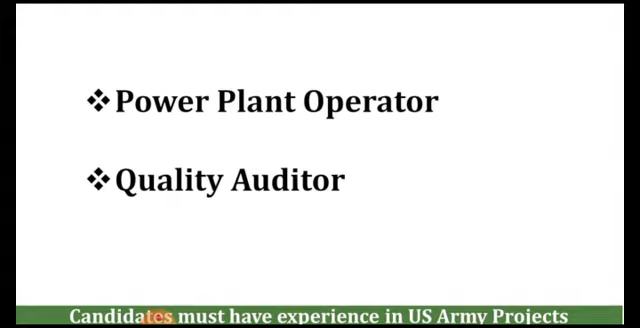 ❖Power Plant Operator
❖Quality Auditor
Candidates must have experience in US Army Projects